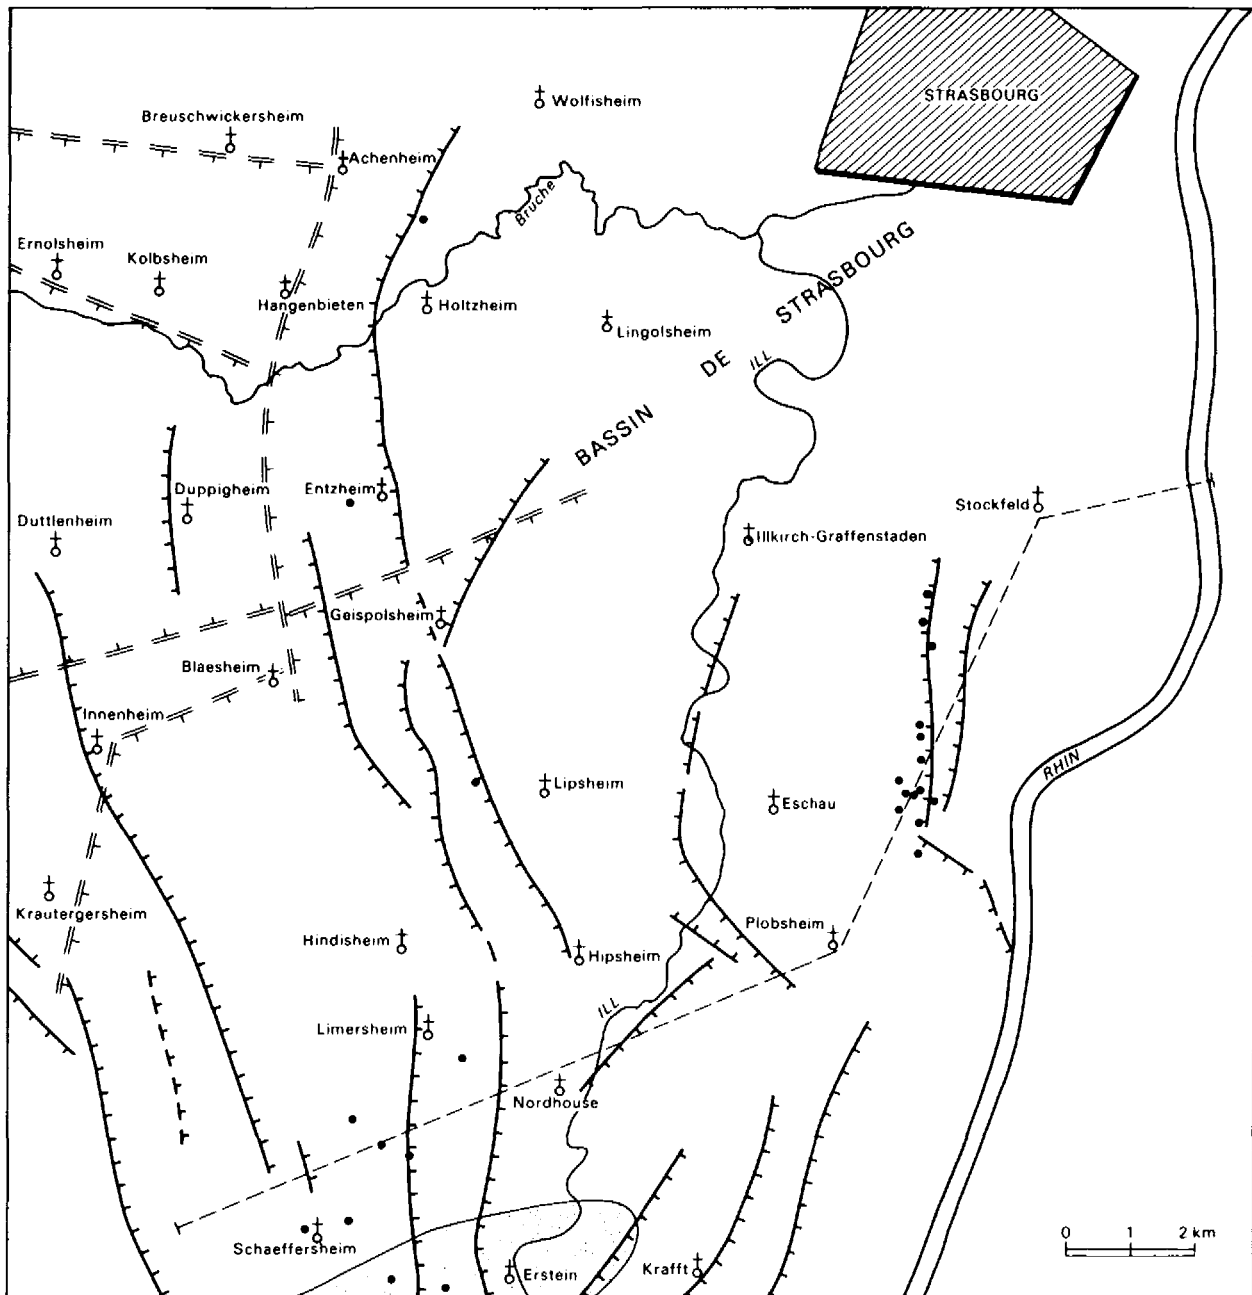 STRASBOURG
Wolfisheim
Breuschwickersheim
Achenheim
Bruche
Ernolsheim
Kolbsheim
Hangenbieten
Holtzheim
Lingolsheim
BASSIN DE STRASBOURG
ILL
Duppigheim
Entzheim
Stockfeld
Duttlenheim
Illkirch-Graffenstaden
Geispolsheim
Blaesheim
Innenheim
RHIN
Lipsheim
Eschau
Krautergersheim
Hindisheim
Hipsheim
Plobsheim
ILL
Limersheim
Nordhouse
Schaeffersheim
Erstein
Krafft
0 1 2 km